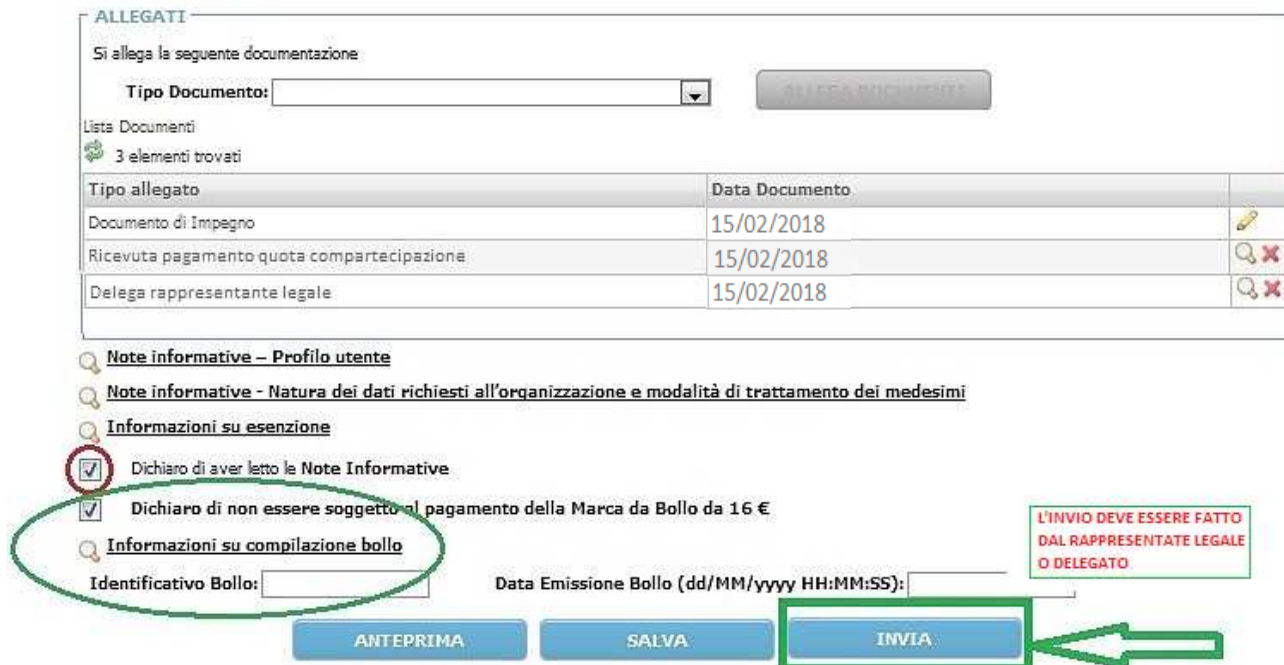 ALLEGATI
Si allega la seguente documentazione
Tipo Documento:
ALLEGA DOCUMENTI
Lista Documenti
3 elementi trovati
Tipo allegato Data Documento
Documento di Impegno 15/02/2018
Ricevuta pagamento quota compartecipazione 15/02/2018
Delega rappresentante legale 15/02/2018
Note informative – Profilo utente
Note informative - Natura dei dati richiesti all'organizzazione e modalità di trattamento dei medesimi
Informazioni su esenzione
Dichiaro di aver letto le Note Informative
Dichiaro di non essere soggetto al pagamento della Marca da Bollo da 16 €
Informazioni su compilazione bollo
L'INVIO DEVE ESSERE FATTO
DAL RAPPRESENTATE LEGALE
O DELEGATO
Identificativo Bollo: Data Emissione Bollo (dd/MM/yyyy HH:MM:SS):
ANTEPRIMA SALVA INVIA